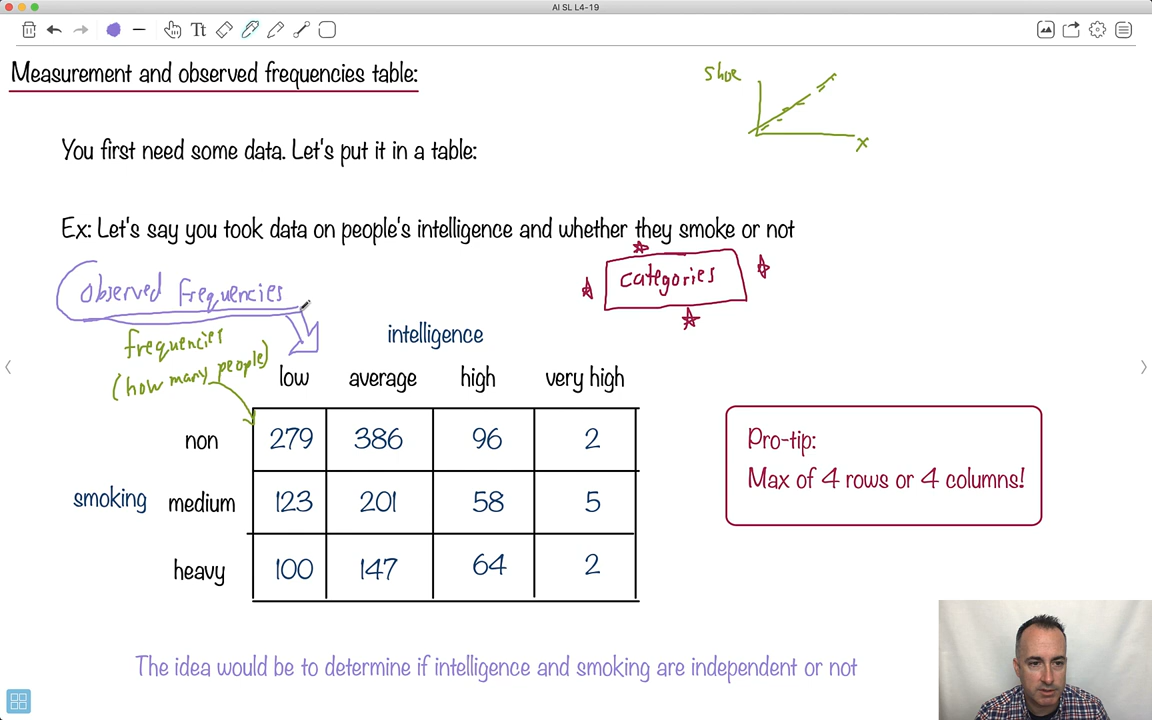 AI SL L4-19
Tt
Measurement and observed frequencies table:
shoe
x
You first need some data. Let's put it in a table:
Ex: Let's say you took data on people's intelligence and whether they smoke or not
Observed frequencies
categories
frequencies
(how many people)
intelligence
low average high very high
non 279 386 96 2
smoking medium 123 201 58 5
heavy 100 147 64 2
Pro-tip:
Max of 4 rows or 4 columns!
The idea would be to determine if intelligence and smoking are independent or not